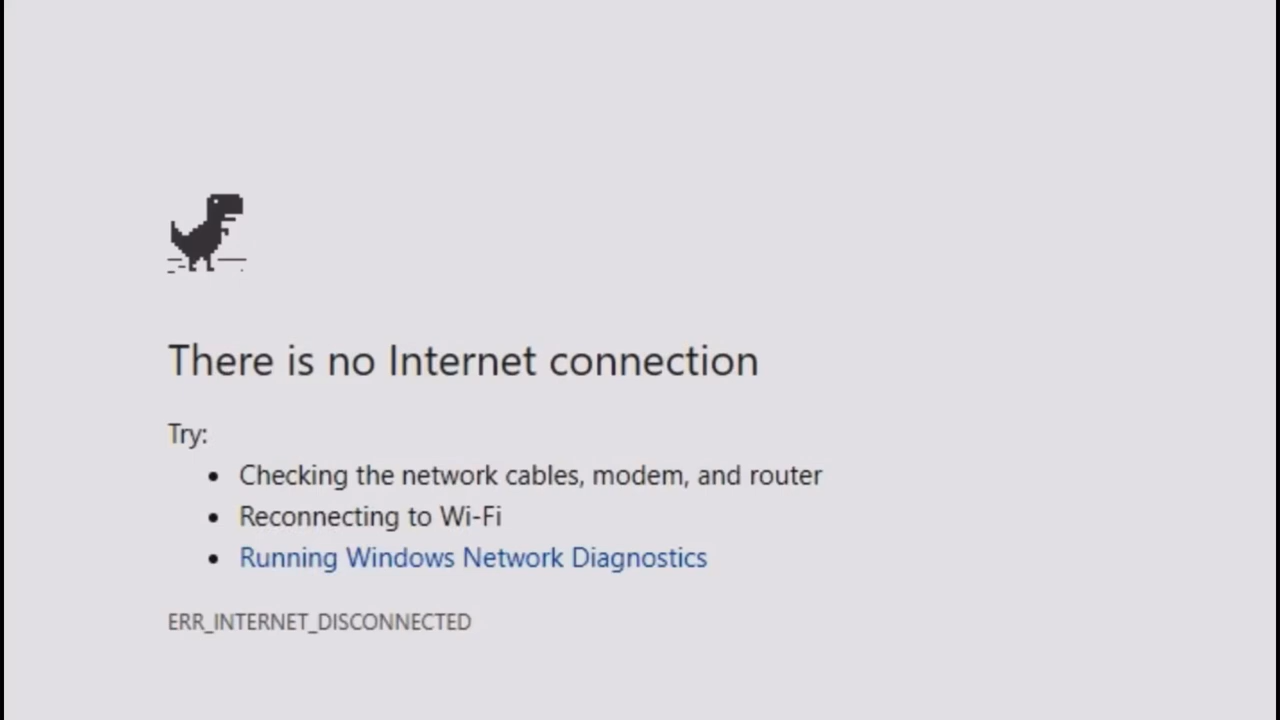 There is no Internet connection
Try:
Checking the network cables, modem, and router
Reconnecting to Wi-Fi
Running Windows Network Diagnostics
ERR_INTERNET_DISCONNECTED